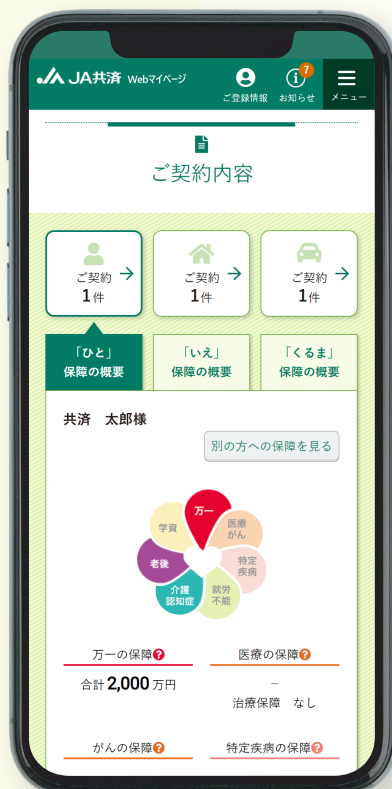 JA共済 Webマイページ
7
ご登録情報 お知らせ メニュー
ご契約内容
ご契約 1件
ご契約 1件
ご契約 1件
「ひと」
保障の概要
「いえ」
保障の概要
「くるま」
保障の概要
共済 太郎様
別の方への保障を見る
万一
医療
がん
特定
疾病
就労
不能
介護
認知症
老後
学資
万一の保障?
合計2,000万円
医療の保障?
–
治療保障 なし
がんの保障?
特定疾病の保障?